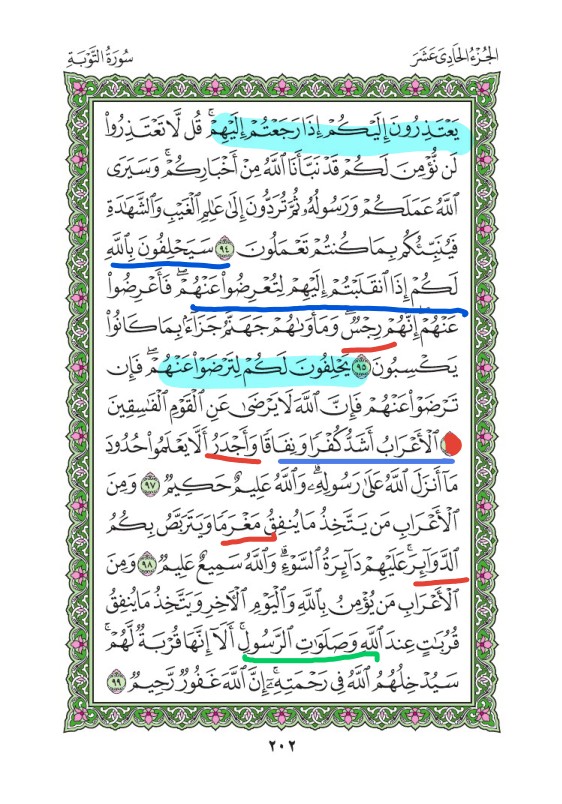 الجُزْءُ الحَادِى عَشَرَ
سُورَةُ التَّوْبَةِ
يَعْتَذِرُونَ إِلَيْكُمْ إِذَا رَجَعْتُمْ إِلَيْهِمْ ۚ قُل لَّا تَعْتَذِرُوا۟
لَن نُّؤْمِنَ لَكُمْ قَدْ نَبَّأَنَا ٱللَّهُ مِنْ أَخْبَارِكُمْ ۚ وَسَيَرَى
ٱللَّهُ عَمَلَكُمْ وَرَسُولُهُۥ ثُمَّ تُرَدُّونَ إِلَىٰ عَٰلِمِ ٱلْغَيْبِ وَٱلشَّهَٰدَةِ
فَيُنَبِّئُكُم بِمَا كُنتُمْ تَعْمَلُونَ ٩٤ سَيَحْلِفُونَ بِٱللَّهِ
لَكُمْ إِذَا ٱنقَلَبْتُمْ إِلَيْهِمْ لِتُعْرِضُوا۟ عَنْهُمْ ۖ فَأَعْرِضُوا۟
عَنْهُمْ ۖ إِنَّهُمْ رِجْسٌ ۖ وَمَأْوَىٰهُمْ جَهَنَّمُ جَزَآءًۢ بِمَا كَانُوا۟
يَكْسِبُونَ ٩٥ يَحْلِفُونَ لَكُمْ لِتَرْضَوْا۟ عَنْهُمْ ۖ فَإِن
تَرْضَوْا۟ عَنْهُمْ فَإِنَّ ٱللَّهَ لَا يَرْضَىٰ عَنِ ٱلْقَوْمِ ٱلْفَٰسِقِينَ
ٱلْأَعْرَابُ أَشَدُّ كُفْرًا وَنِفَاقًا وَأَجْدَرُ أَلَّا يَعْلَمُوا۟ حُدُودَ
مَآ أَنزَلَ ٱللَّهُ عَلَىٰ رَسُولِهِۦ ۗ وَٱللَّهُ عَلِيمٌ حَكِيمٌ ٩٧ وَمِنَ
ٱلْأَعْرَابِ مَن يَتَّخِذُ مَا يُنفِقُ مَغْرَمًا وَيَتَرَبَّصُ بِكُمُ
ٱلدَّوَآئِرَ ۚ عَلَيْهِمْ دَآئِرَةُ ٱلسَّوْءِ ۗ وَٱللَّهُ سَمِيعٌ عَلِيمٌ ٩٨ وَمِنَ
ٱلْأَعْرَابِ مَن يُؤْمِنُ بِٱللَّهِ وَٱلْيَوْمِ ٱلْءَاخِرِ وَيَتَّخِذُ مَا يُنفِقُ
قُرُبَٰتٍ عِندَ ٱللَّهِ وَصَلَوَٰتِ ٱلرَّسُولِ ۚ أَلَآ إِنَّهَا قُرْبَةٌ لَّهُمْ ۚ
سَيُدْخِلُهُمُ ٱللَّهُ فِى رَحْمَتِهِۦٓ ۗ إِنَّ ٱللَّهَ غَفُورٌ رَّحِيمٌ ٩٩
٢٠٢